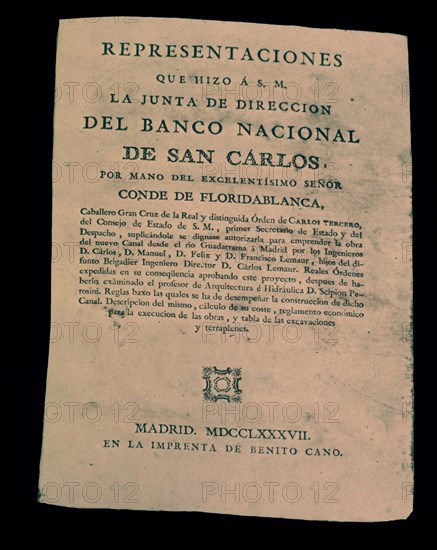 REPRESENTACIONES
QUE HIZO Á S. M.
LA JUNTA DE DIRECCION
DEL BANCO NACIONAL
DE SAN CÁRLOS,
POR MANO DEL EXCELENTÍSIMO SEÑOR
CONDE DE FLORIDABLANCA,
Caballero Gran Cruz de la Real y distinguida Órden de CARLOS TERCERO,
del Consejo de Estado de S. M., primer Secretario de Estado y del
Despacho, suplicándole se dignase autorizarla para emprender la obra
del nuevo Canal desde el rio Guadarrama á Madrid por los Ingenieros
D. Cárlos, D. Manuel, D. Felix y D. Francisco Lemaur, hijos del di-
funto Brigadier Ingeniero Director D. Cárlos Lemaur. Reales Órdenes
expedidas en su conseqüencia aprobando este proyecto, despues de ha-
berlo exâminado el profesor de Arquitectura é Hidráulica D. Scipion Pe-
rosini. Reglas baxo las quales se ha de desempeñar la construccion de dicho
Canal. Descripcion del mismo, cálculo de su coste, reglamento económico
para la execucion de las obras, y tabla de las excavaciones
y terraplenes.
MADRID. MDCCLXXXVII.
EN LA IMPRENTA DE BENITO CANO.
PHOTO 12